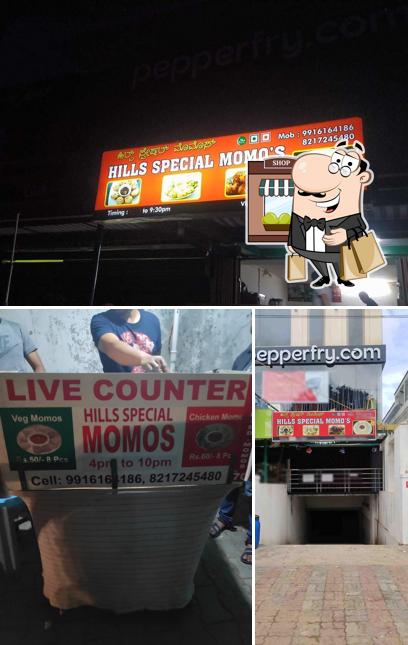 pepperfry.com
ಹಿಲ್ಸ್ ಸ್ಪೆಷಲ್ ಮೊಮೊಸ್
Mob : 9916164186
8217245480
HILLS SPECIAL MOMO'S
Timing : to 9:30pm
SHOP
LIVE COUNTER
Veg Momos
Rs.50/- 8 Pcs
HILLS SPECIAL
MOMOS
4pm to 10pm
Chicken Momo
Rs.60/- 8 Pcs
Cell: 9916164186, 8217245480
epperfry.com
HILLS SPECIAL MOMO'S